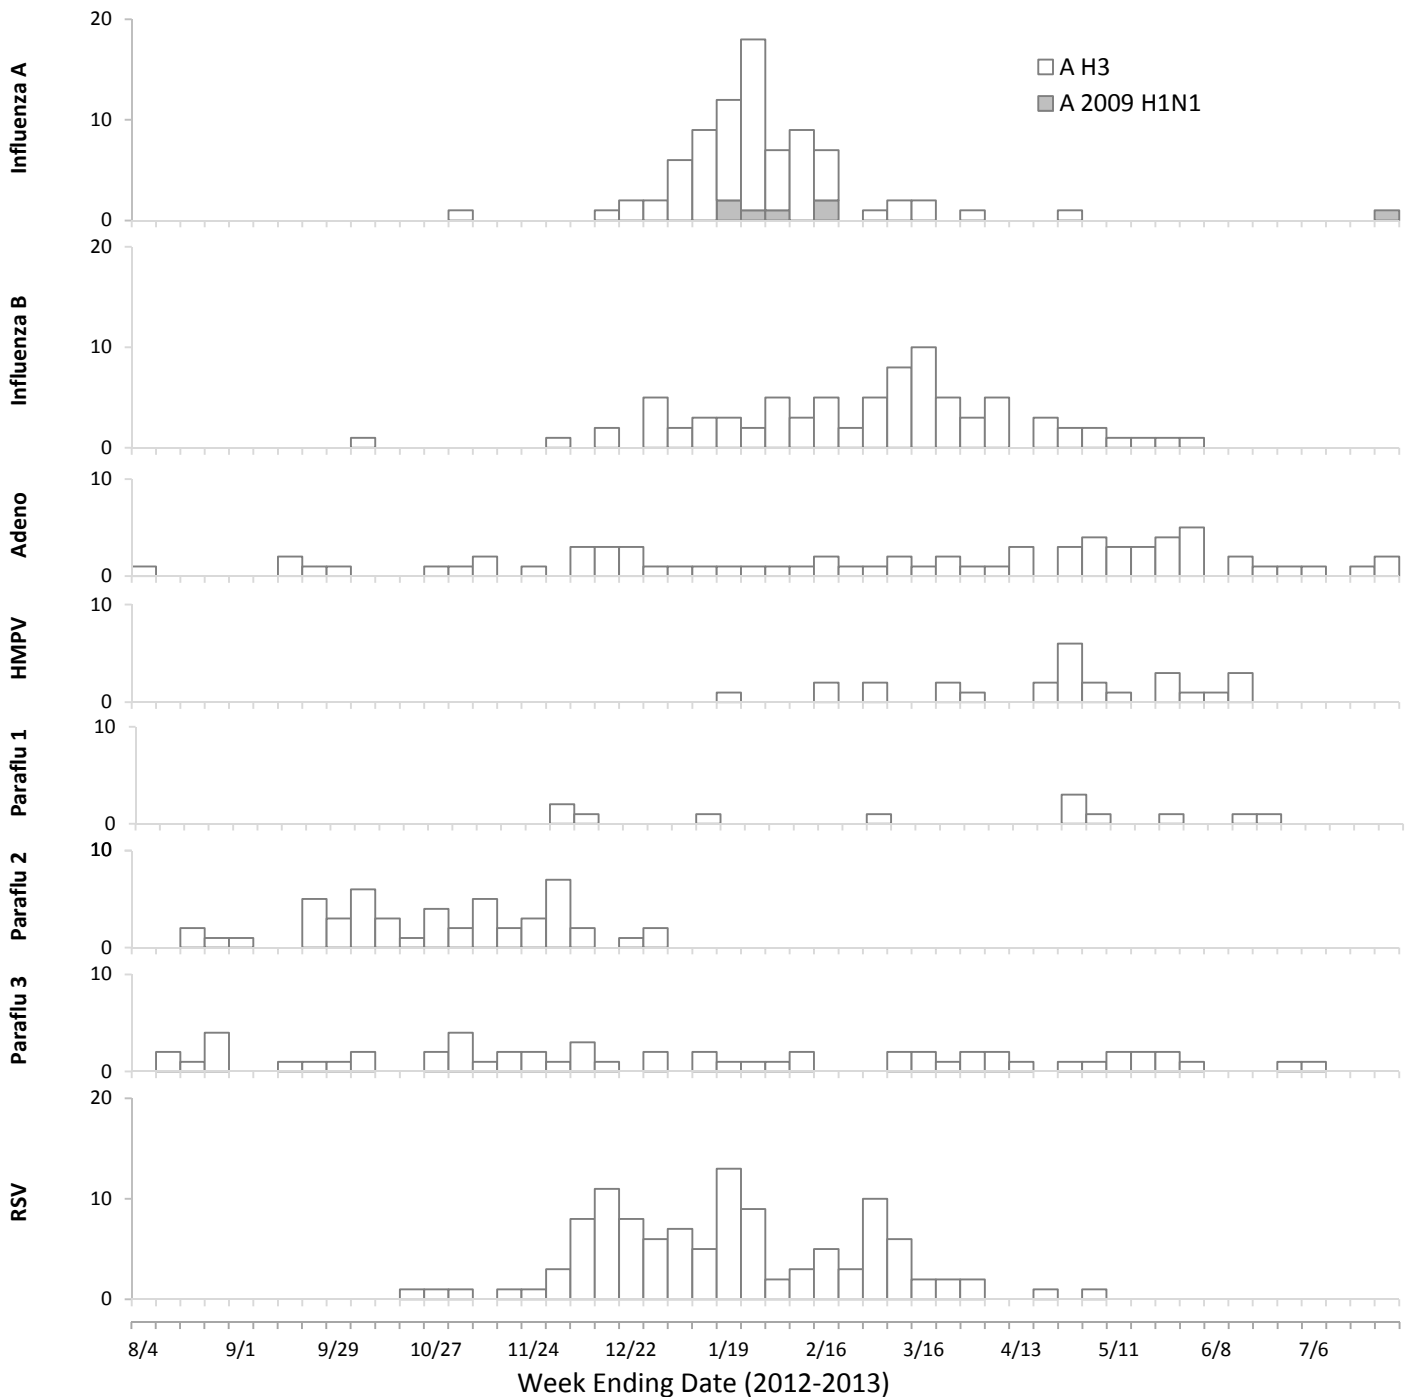 20
10
0
Influenza A
A H3
A 2009 H1N1
20
10
0
Influenza B
10
0
Adeno
10
0
HMPV
10
0
Paraflu 1
10
0
Paraflu 2
10
0
Paraflu 3
20
10
0
RSV
8/4 9/1 9/29 10/27 11/24 12/22 1/19 2/16 3/16 4/13 5/11 6/8 7/6
Week Ending Date (2012-2013)